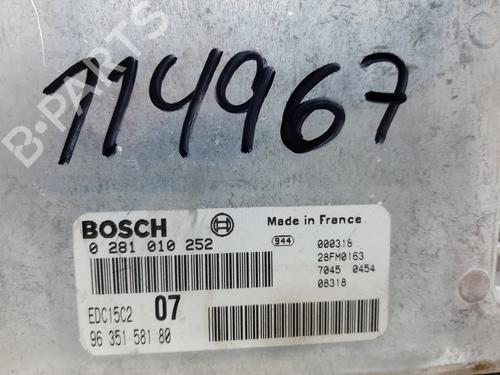 B-PARTS
714967
BOSCH
Made in France
0 281 010 252
944
000318
28FM0163
7045 0454
08318
EDC15C2 07
96 351 581 80